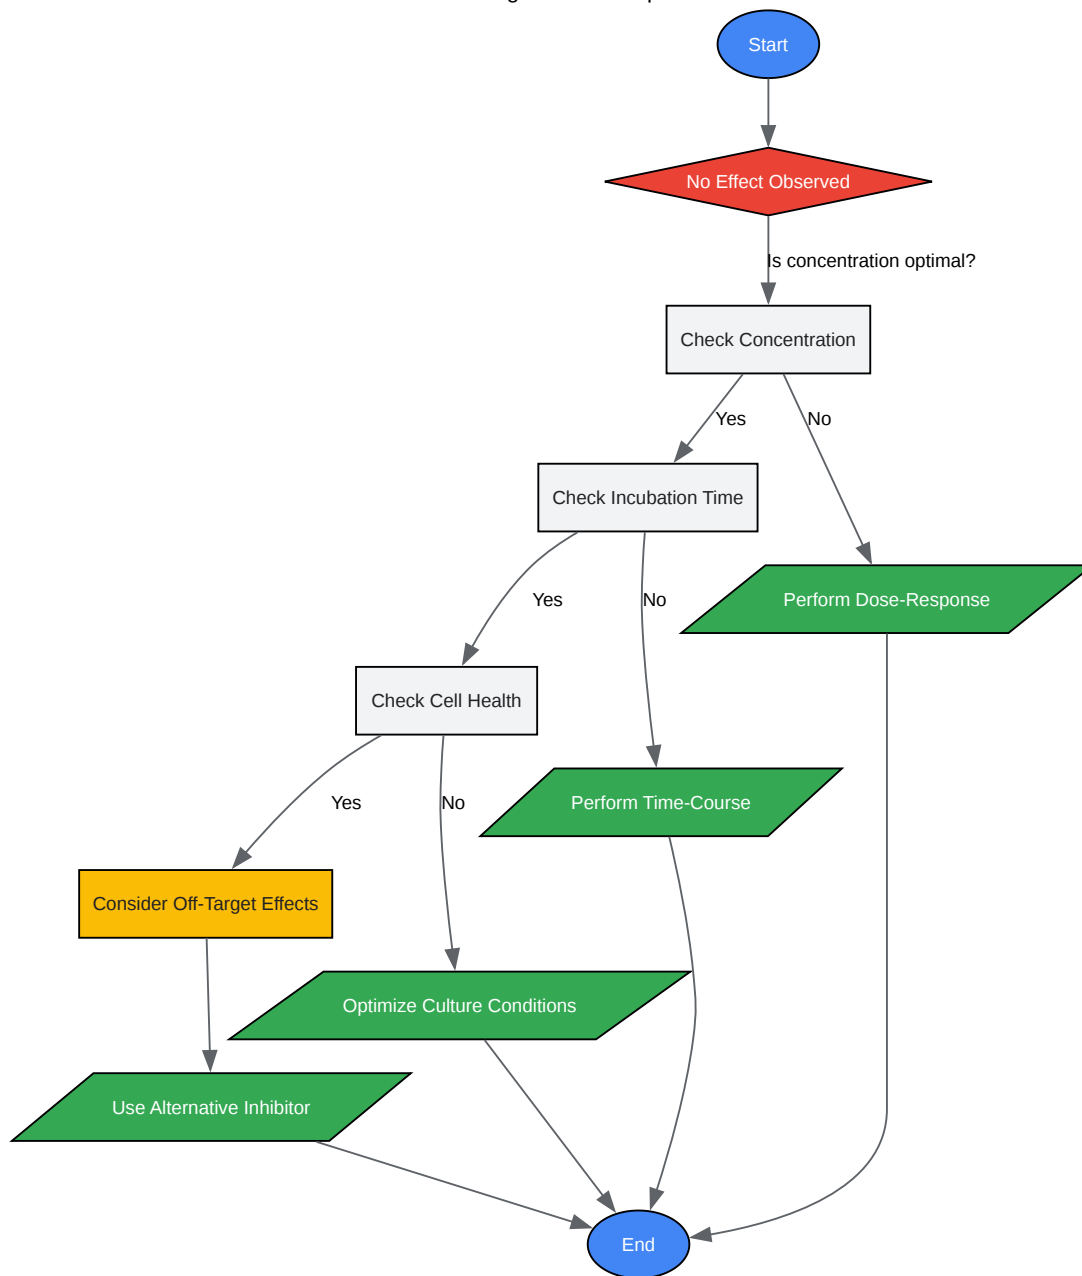 Start
No Effect Observed
Is concentration optimal?
Check Concentration
Yes
No
Check Incubation Time
Yes
No
Perform Dose-Response
Check Cell Health
Yes
No
Perform Time-Course
Consider Off-Target Effects
Optimize Culture Conditions
Use Alternative Inhibitor
End